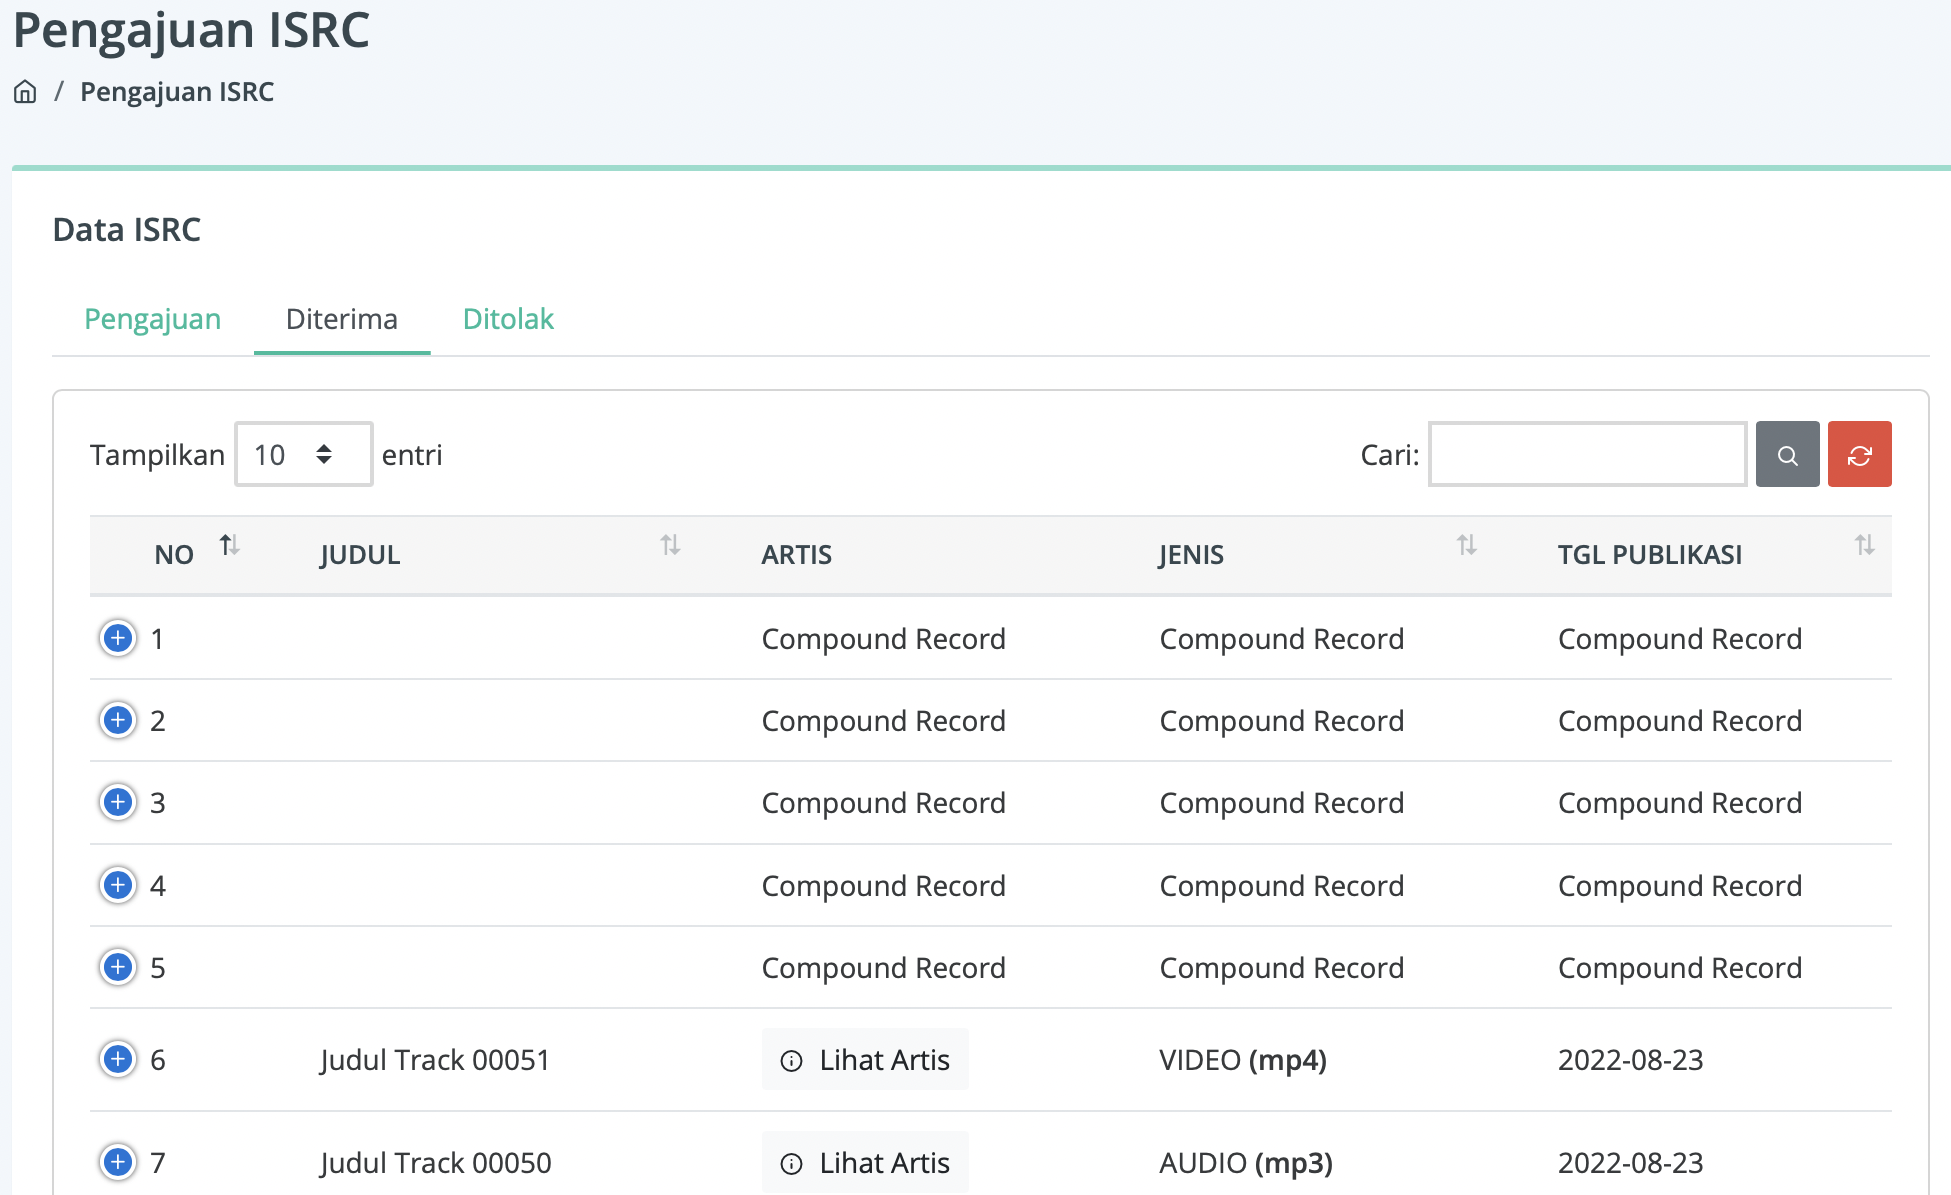 Pengajuan ISRC
/ Pengajuan ISRC
Data ISRC
Pengajuan Diterima Ditolak
Tampilkan 10 entri Cari:
NO JUDUL ARTIS JENIS TGL PUBLIKASI
1 Compound Record Compound Record Compound Record
2 Compound Record Compound Record Compound Record
3 Compound Record Compound Record Compound Record
4 Compound Record Compound Record Compound Record
5 Compound Record Compound Record Compound Record
6 Judul Track 00051 Lihat Artis VIDEO (mp4) 2022-08-23
7 Judul Track 00050 Lihat Artis AUDIO (mp3) 2022-08-23